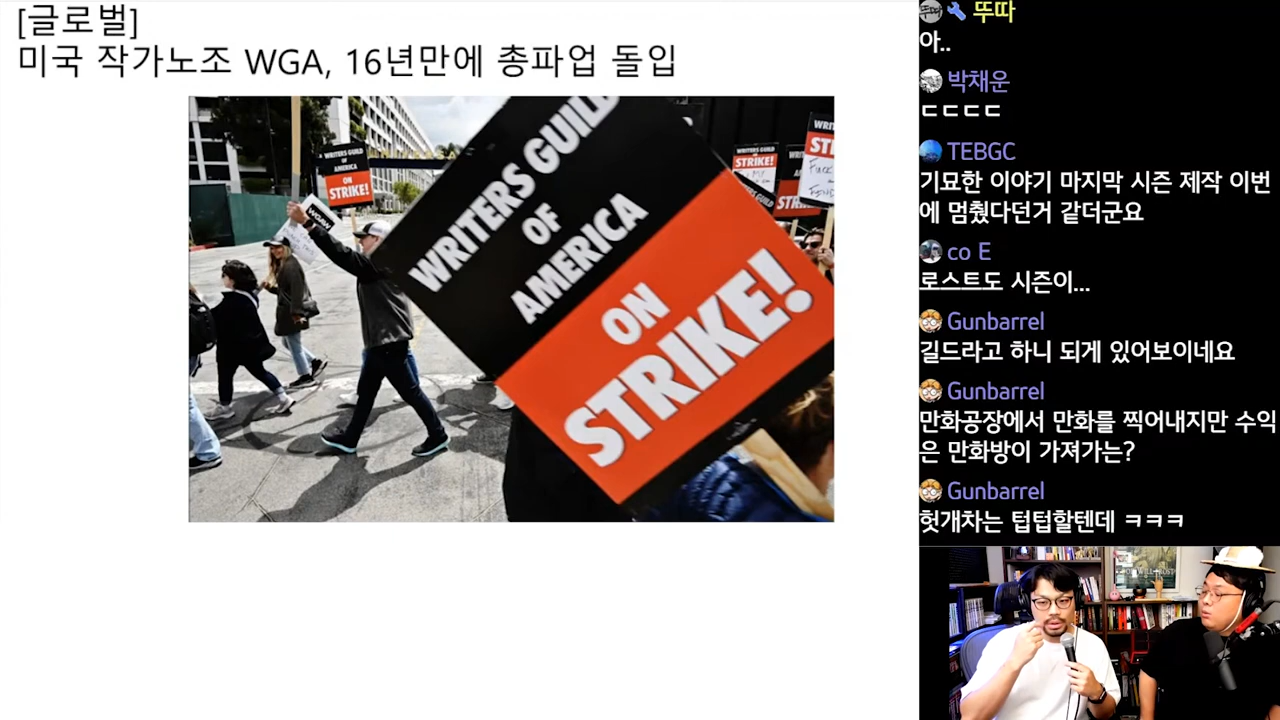 [글로벌]
미국 작가노조 WGA, 16년만에 총파업 돌입
WRITERS GUILD
OF
AMERICA
ON
STRIKE!
WRITERS GUILD
OF
AMERICA
ON
STRIKE!
WRITERS GUILD
STRIKE!
뚜따
아..
박채운
ㄷㄷㄷㄷ
TEBGC
기묘한 이야기 마지막 시즌 제작 이번
에 멈췄다던거 같더군요
co E
로스트도 시즌이...
Gunbarrel
길드라고 하니 되게 있어보이네요
Gunbarrel
만화공장에서 만화를 찍어내지만 수익
은 만화방이 가져가는?
Gunbarrel
헛개차는 텁텁할텐데 ㅋㅋㅋ